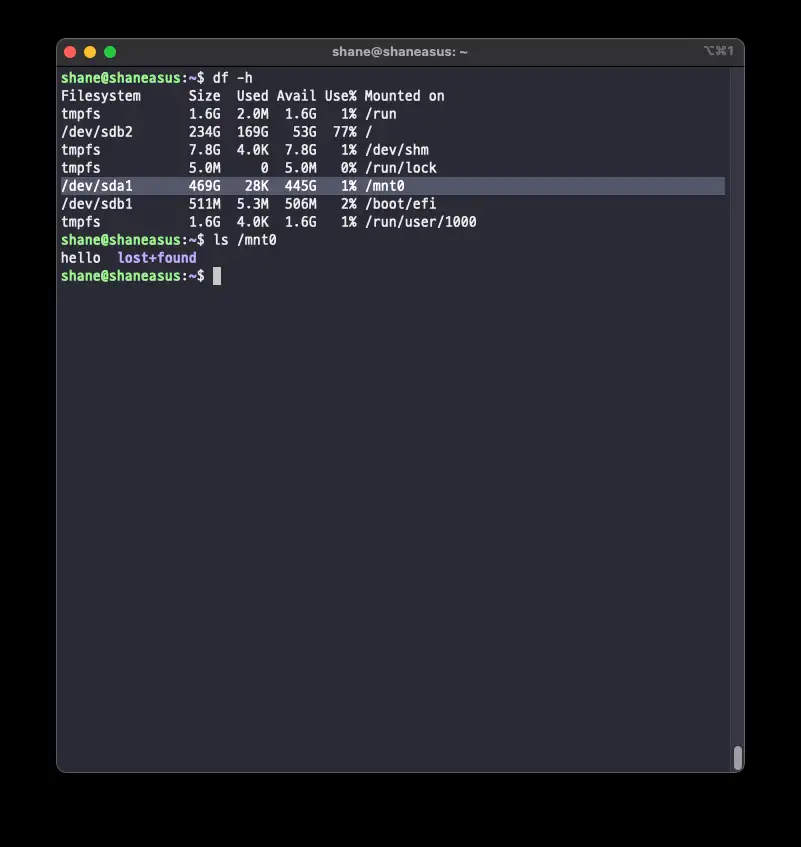 shane@shaneasus: ~
⌥⌘1
shane@shaneasus:~$ df -h
Filesystem      Size  Used Avail Use% Mounted on
tmpfs           1.6G  2.0M  1.6G   1% /run
/dev/sdb2       234G  169G   53G  77% /
tmpfs           7.8G  4.0K  7.8G   1% /dev/shm
tmpfs           5.0M     0  5.0M   0% /run/lock
/dev/sda1       469G   28K  445G   1% /mnt0
/dev/sdb1       511M  5.3M  506M   2% /boot/efi
tmpfs           1.6G  4.0K  1.6G   1% /run/user/1000
shane@shaneasus:~$ ls /mnt0
hello  lost+found
shane@shaneasus:~$